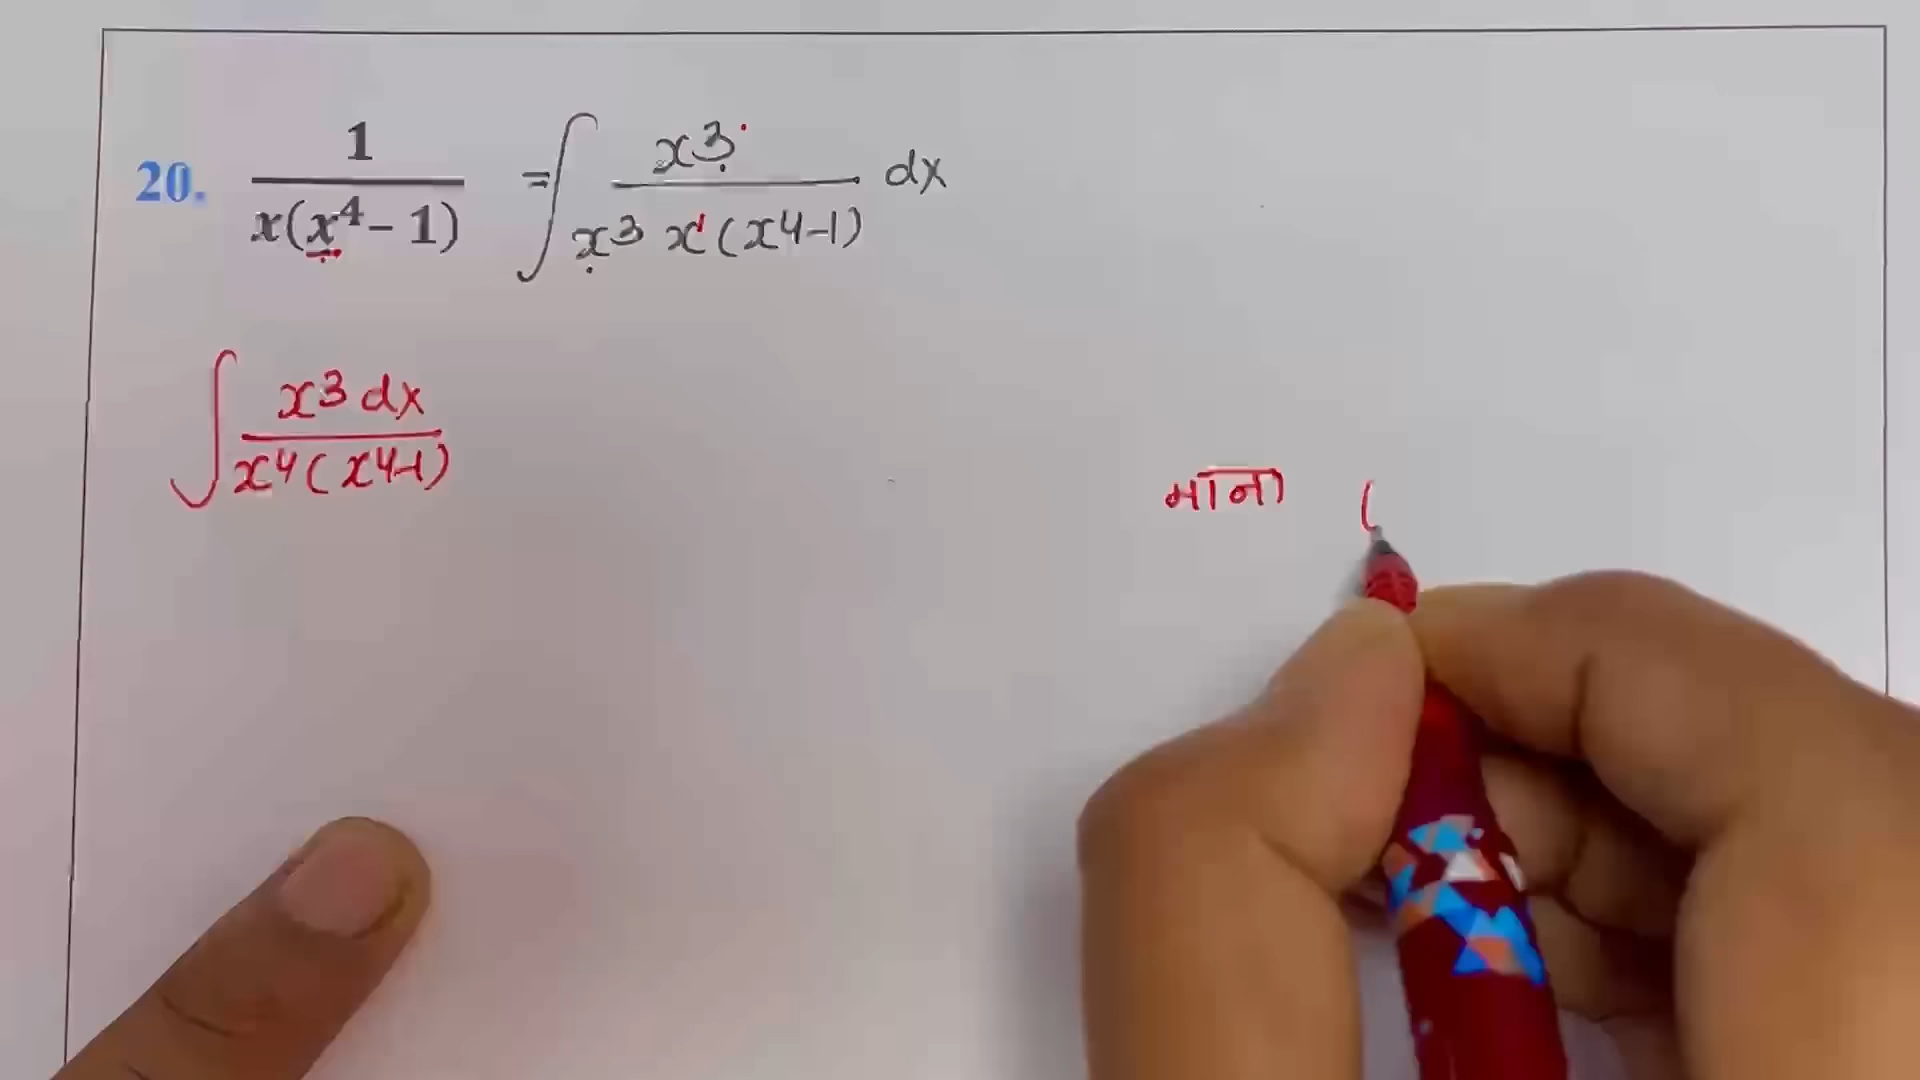 20. 1/(x(x⁴ – 1)) = ∫ x³/(x³ x¹ (x⁴-1)) dx
∫ x³ dx/(x⁴ (x⁴-1))
माना (